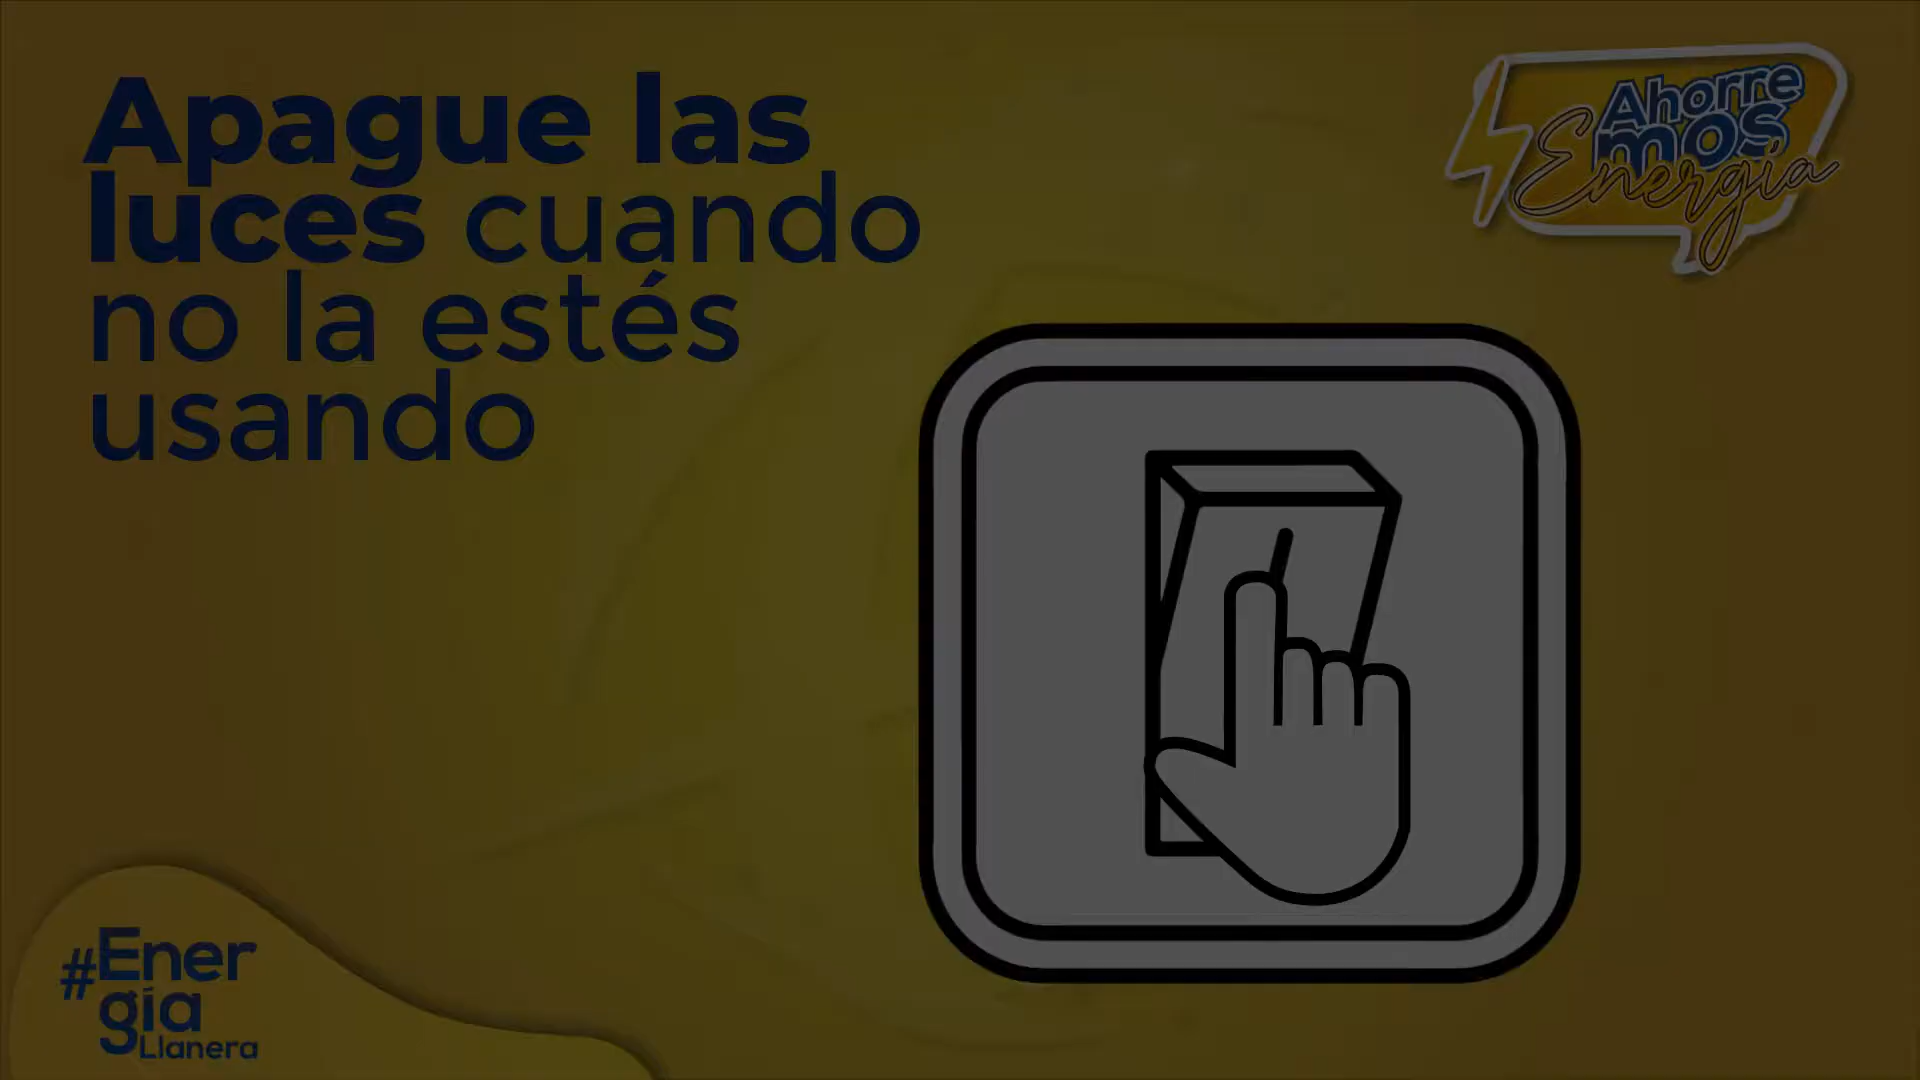 Apague las
luces cuando
no la estés
usando
Ahorre
mos
Energía
#Ener
gía
Llanera